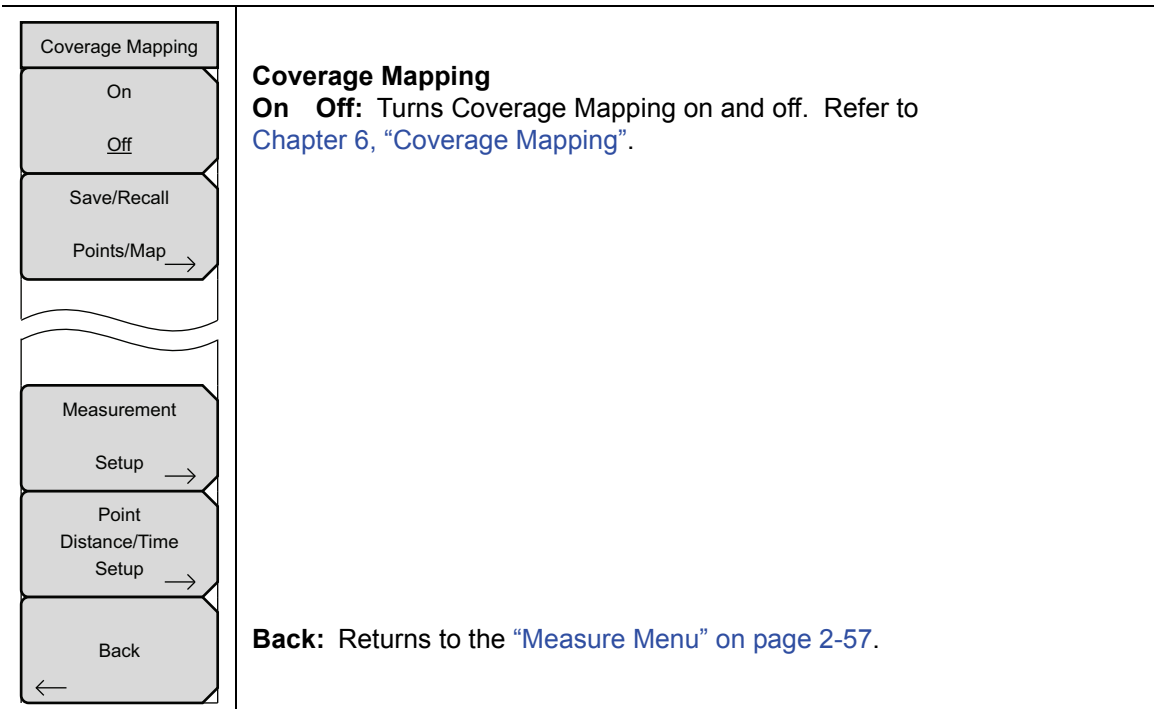 Coverage Mapping
On
Off
Save/Recall
Points/Map
Measurement
Setup
Point
Distance/Time
Setup
Back
Coverage Mapping
On Off: Turns Coverage Mapping on and off. Refer to
Chapter 6, “Coverage Mapping”.
Back: Returns to the “Measure Menu” on page 2-57.